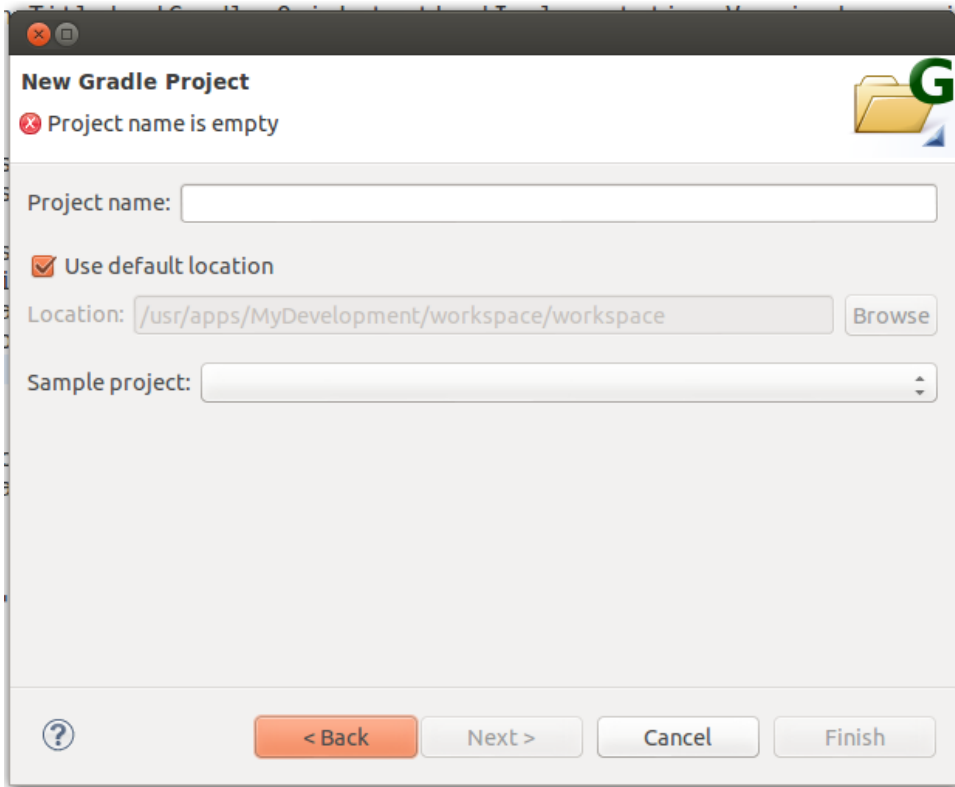 New Gradle Project
Project name is empty
G
Project name:
Use default location
Location: /usr/apps/MyDevelopment/workspace/workspace Browse
Sample project:
? < Back Next > Cancel Finish